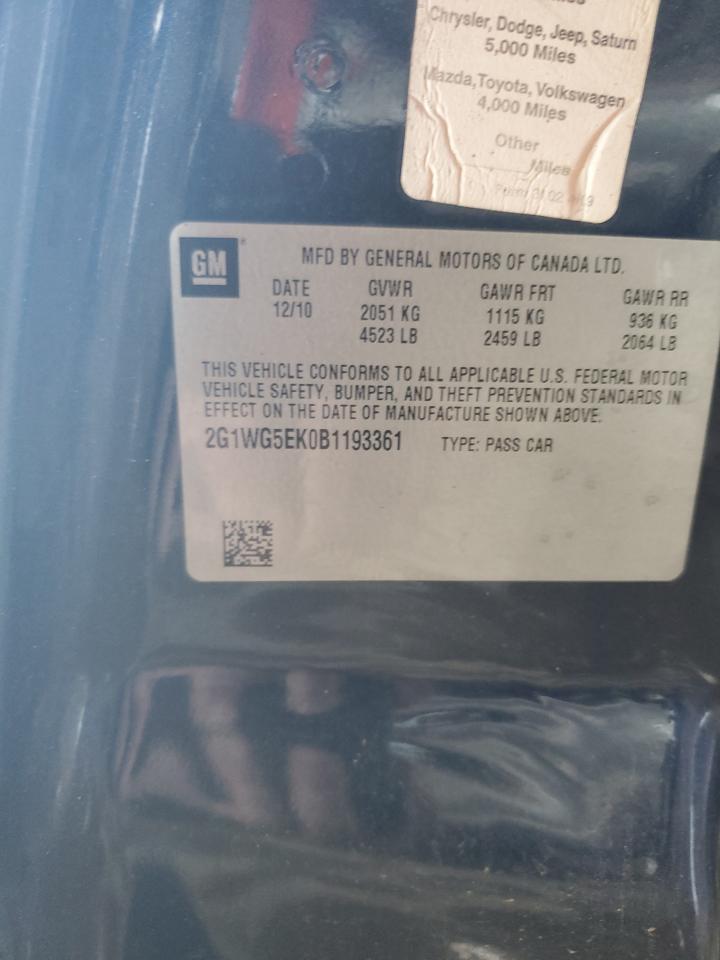 Chrysler, Dodge, Jeep, Saturn
5,000 Miles
Mazda,Toyota, Volkswagen
4,000 Miles
Other
Miles
GM
MFD BY GENERAL MOTORS OF CANADA LTD.
DATE GVWR GAWR FRT GAWR RR
12/10 2051 KG 1115 KG 936 KG
4523 LB 2459 LB 2064 LB
THIS VEHICLE CONFORMS TO ALL APPLICABLE U.S. FEDERAL MOTOR
VEHICLE SAFETY, BUMPER, AND THEFT PREVENTION STANDARDS IN
EFFECT ON THE DATE OF MANUFACTURE SHOWN ABOVE.
2G1WG5EK0B1193361 TYPE: PASS CAR